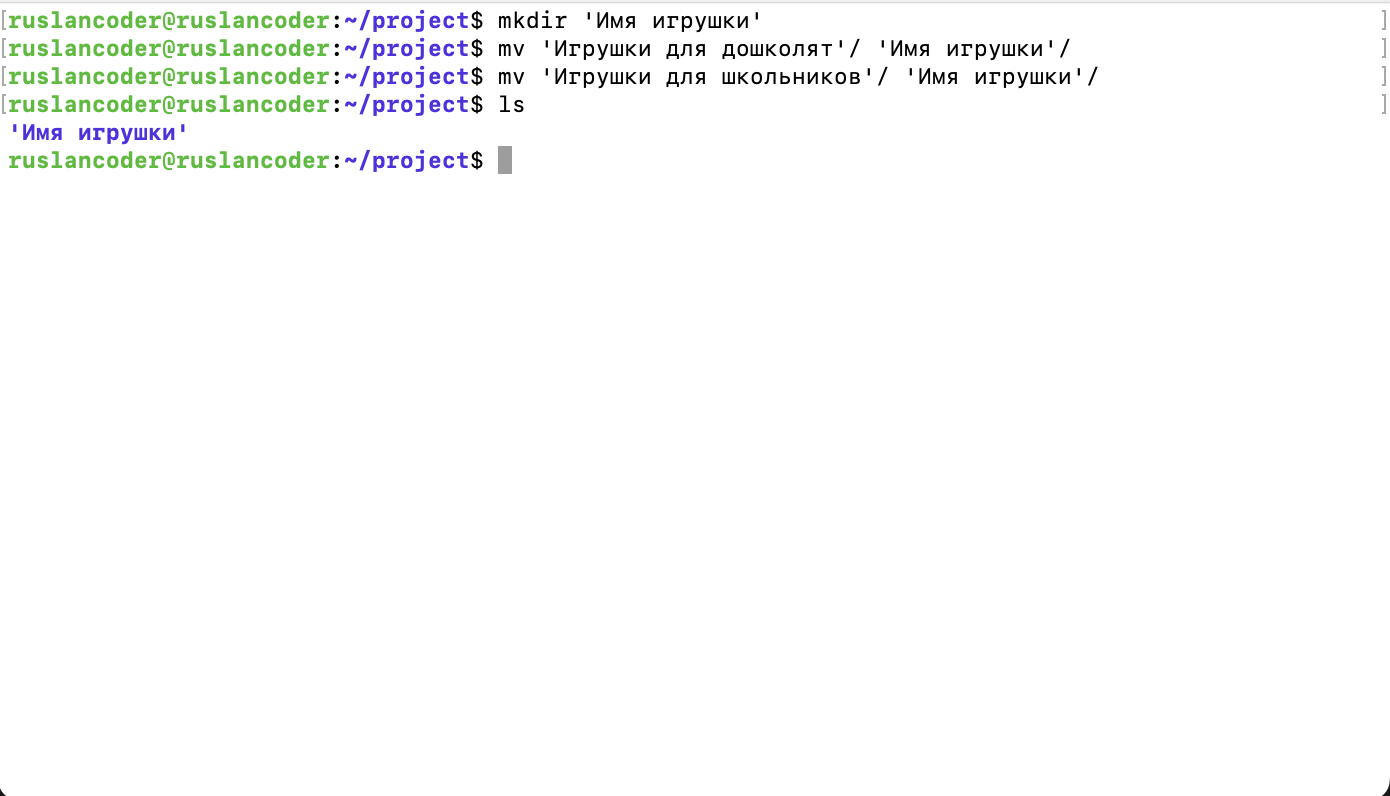 [ruslancoder@ruslancoder:~/project$ mkdir 'Имя игрушки' ]
[ruslancoder@ruslancoder:~/project$ mv 'Игрушки для дошколят'/ 'Имя игрушки'/ ]
[ruslancoder@ruslancoder:~/project$ mv 'Игрушки для школьников'/ 'Имя игрушки'/ ]
[ruslancoder@ruslancoder:~/project$ ls ]
'Имя игрушки'
ruslancoder@ruslancoder:~/project$